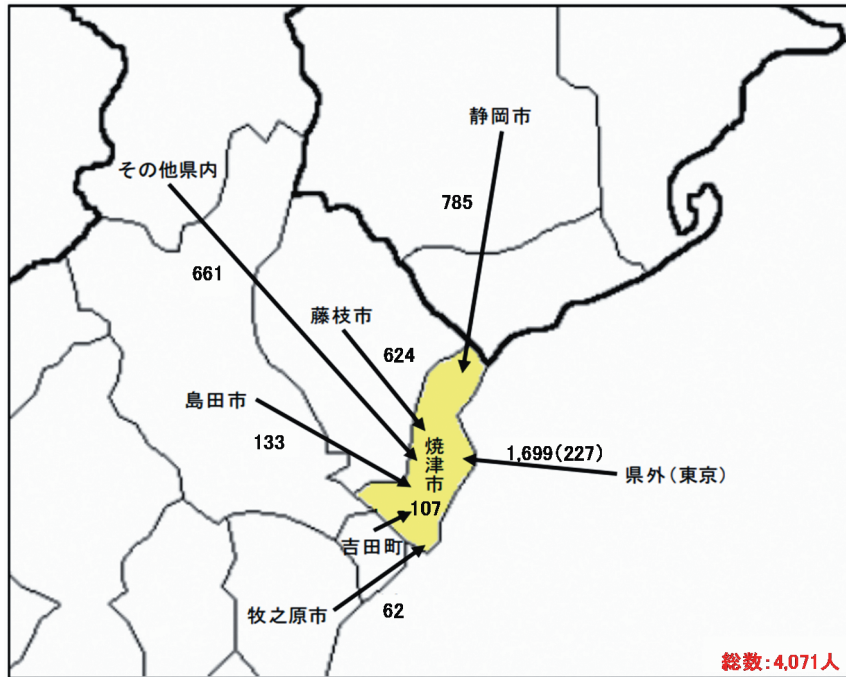 静岡市
785
その他県内
661
藤枝市
624
島田市
133
焼津市
1,699(227)
県外(東京)
107
吉田町
牧之原市
62
総数:4,071人